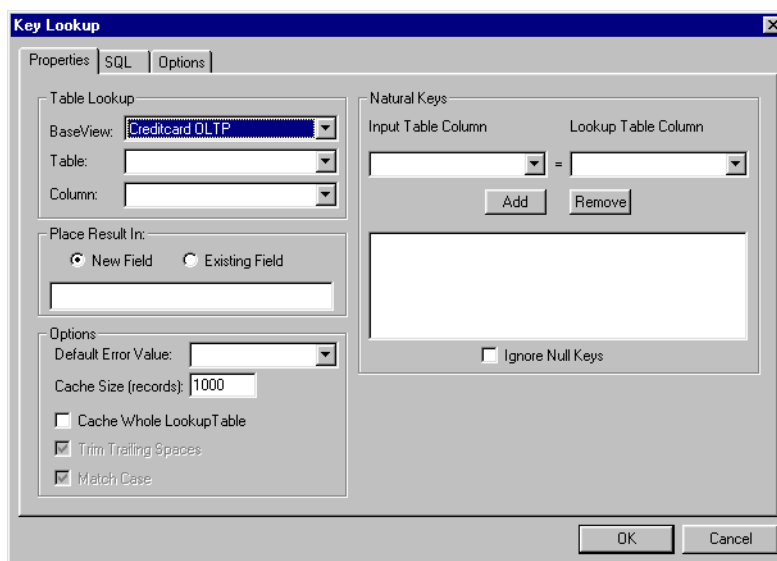 Key Lookup
Properties
SQL
Options
Table Lookup
BaseView:
Creditcard OLTP
Table:
Column:
Place Result In:
New Field
Existing Field
Options
Default Error Value:
Cache Size (records):
1000
Cache Whole LookupTable
Trim Trailing Spaces
Match Case
Natural Keys
Input Table Column
Lookup Table Column
=
Add
Remove
Ignore Null Keys
OK
Cancel